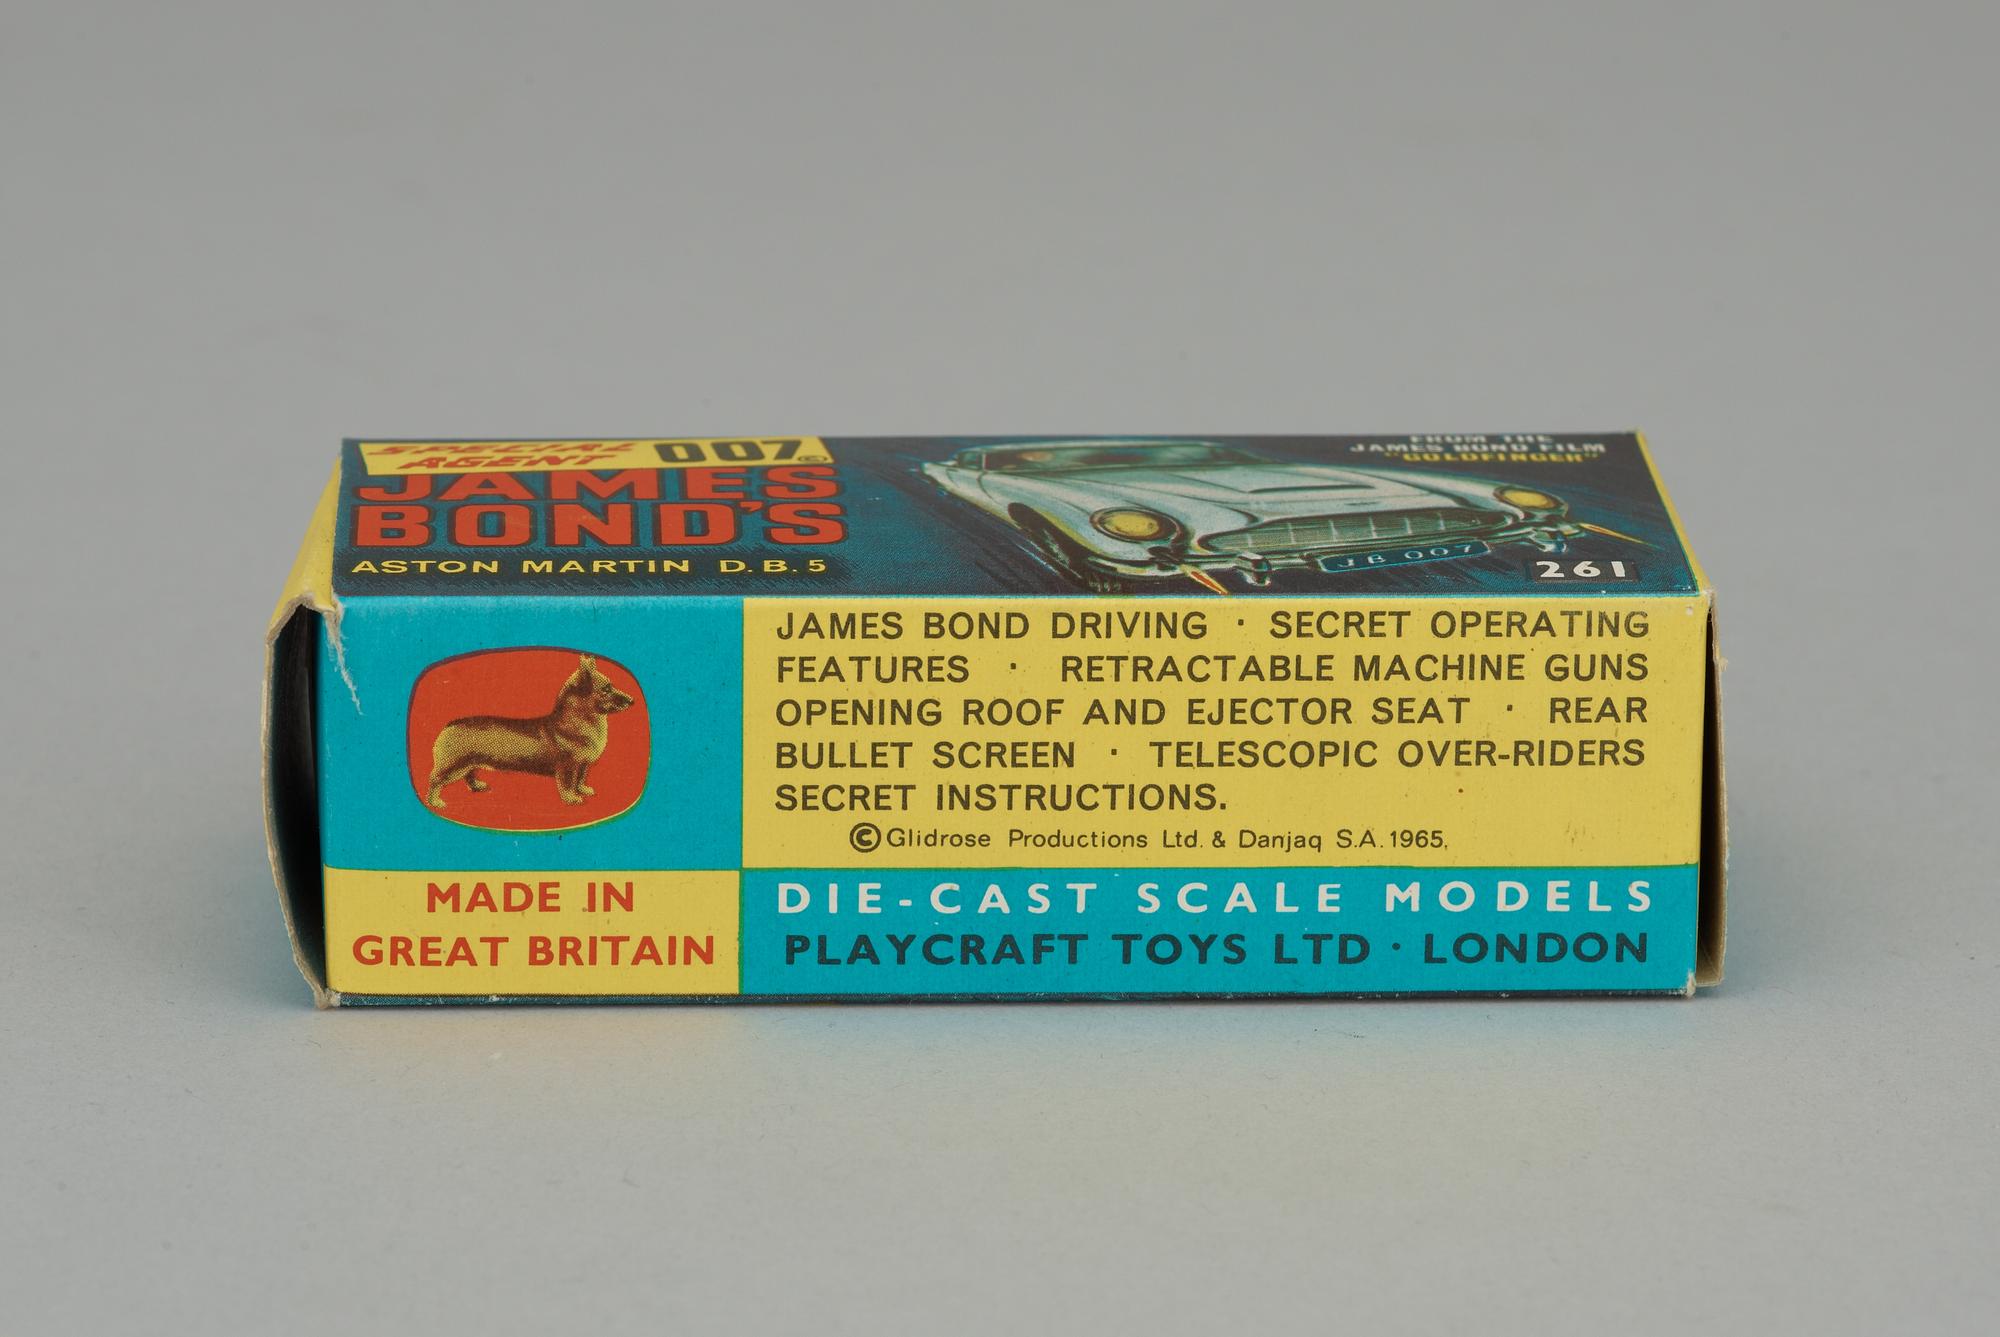 SPECIAL
AGENT
007 ©
JAMES
BOND'S
ASTON MARTIN D.B.5
FROM THE
JAMES BOND FILM
"GOLDFINGER"
JB 007
261
JAMES BOND DRIVING · SECRET OPERATING
FEATURES · RETRACTABLE MACHINE GUNS
OPENING ROOF AND EJECTOR SEAT · REAR
BULLET SCREEN · TELESCOPIC OVER-RIDERS
SECRET INSTRUCTIONS.
©Glidrose Productions Ltd. & Danjaq S.A. 1965.
MADE IN
GREAT BRITAIN
DIE-CAST SCALE MODELS
PLAYCRAFT TOYS LTD · LONDON